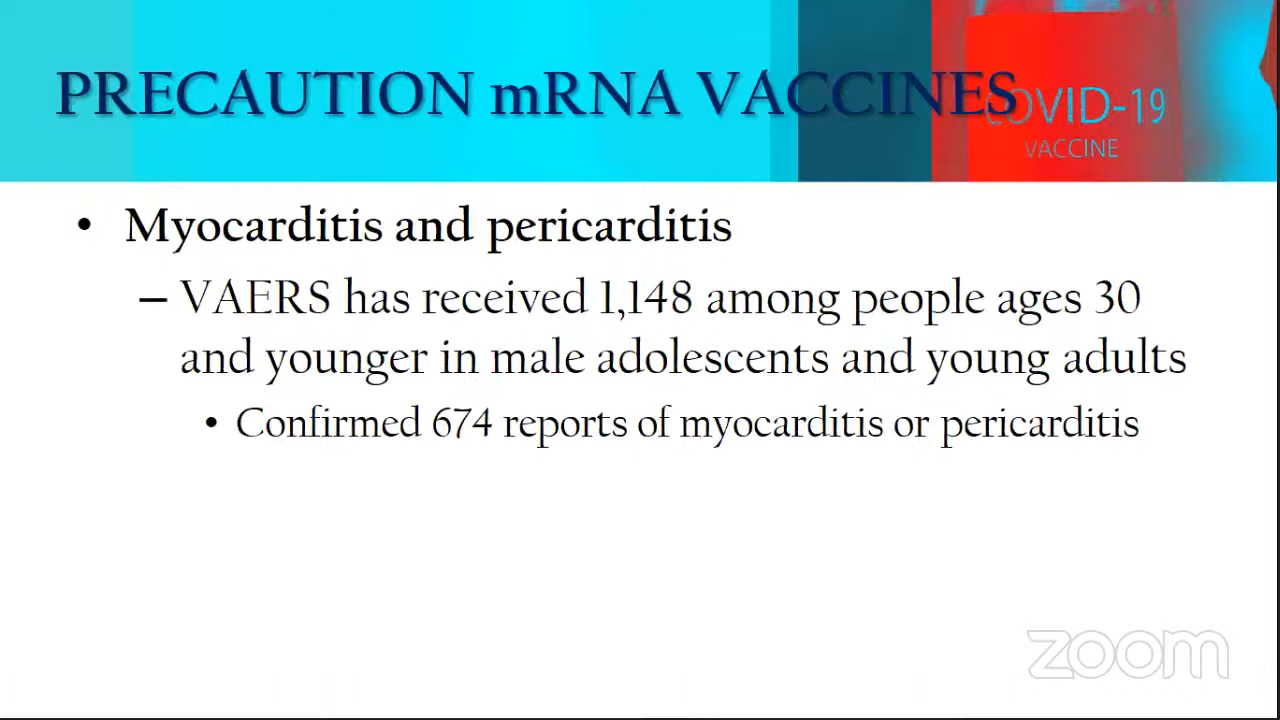 PRECAUTION mRNA VACCINES
COVID-19
VACCINE
• Myocarditis and pericarditis
– VAERS has received 1,148 among people ages 30
and younger in male adolescents and young adults
• Confirmed 674 reports of myocarditis or pericarditis
zoom